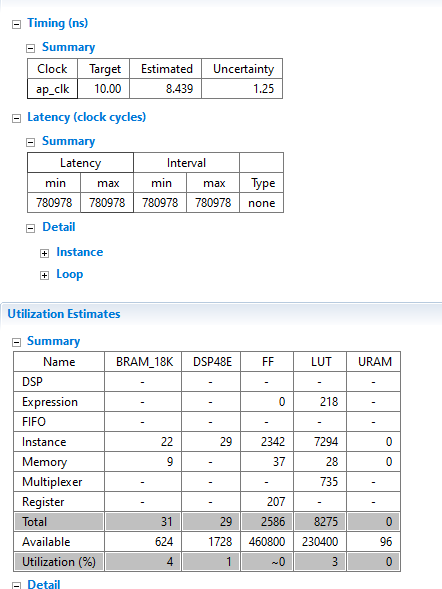 Timing (ns)
Summary
Clock Target Estimated Uncertainty
ap_clk 10.00 8.439 1.25
Latency (clock cycles)
Summary
Latency Interval
min max min max Type
780978 780978 780978 780978 none
Detail
Instance
Loop
Utilization Estimates
Summary
Name BRAM_18K DSP48E FF LUT URAM
DSP - - - - -
Expression - - 0 218 -
FIFO - - - - -
Instance 22 29 2342 7294 0
Memory 9 - 37 28 0
Multiplexer - - - 735 -
Register - - 207 - -
Total 31 29 2586 8275 0
Available 624 1728 460800 230400 96
Utilization (%) 4 1 ~0 3 0
Detail